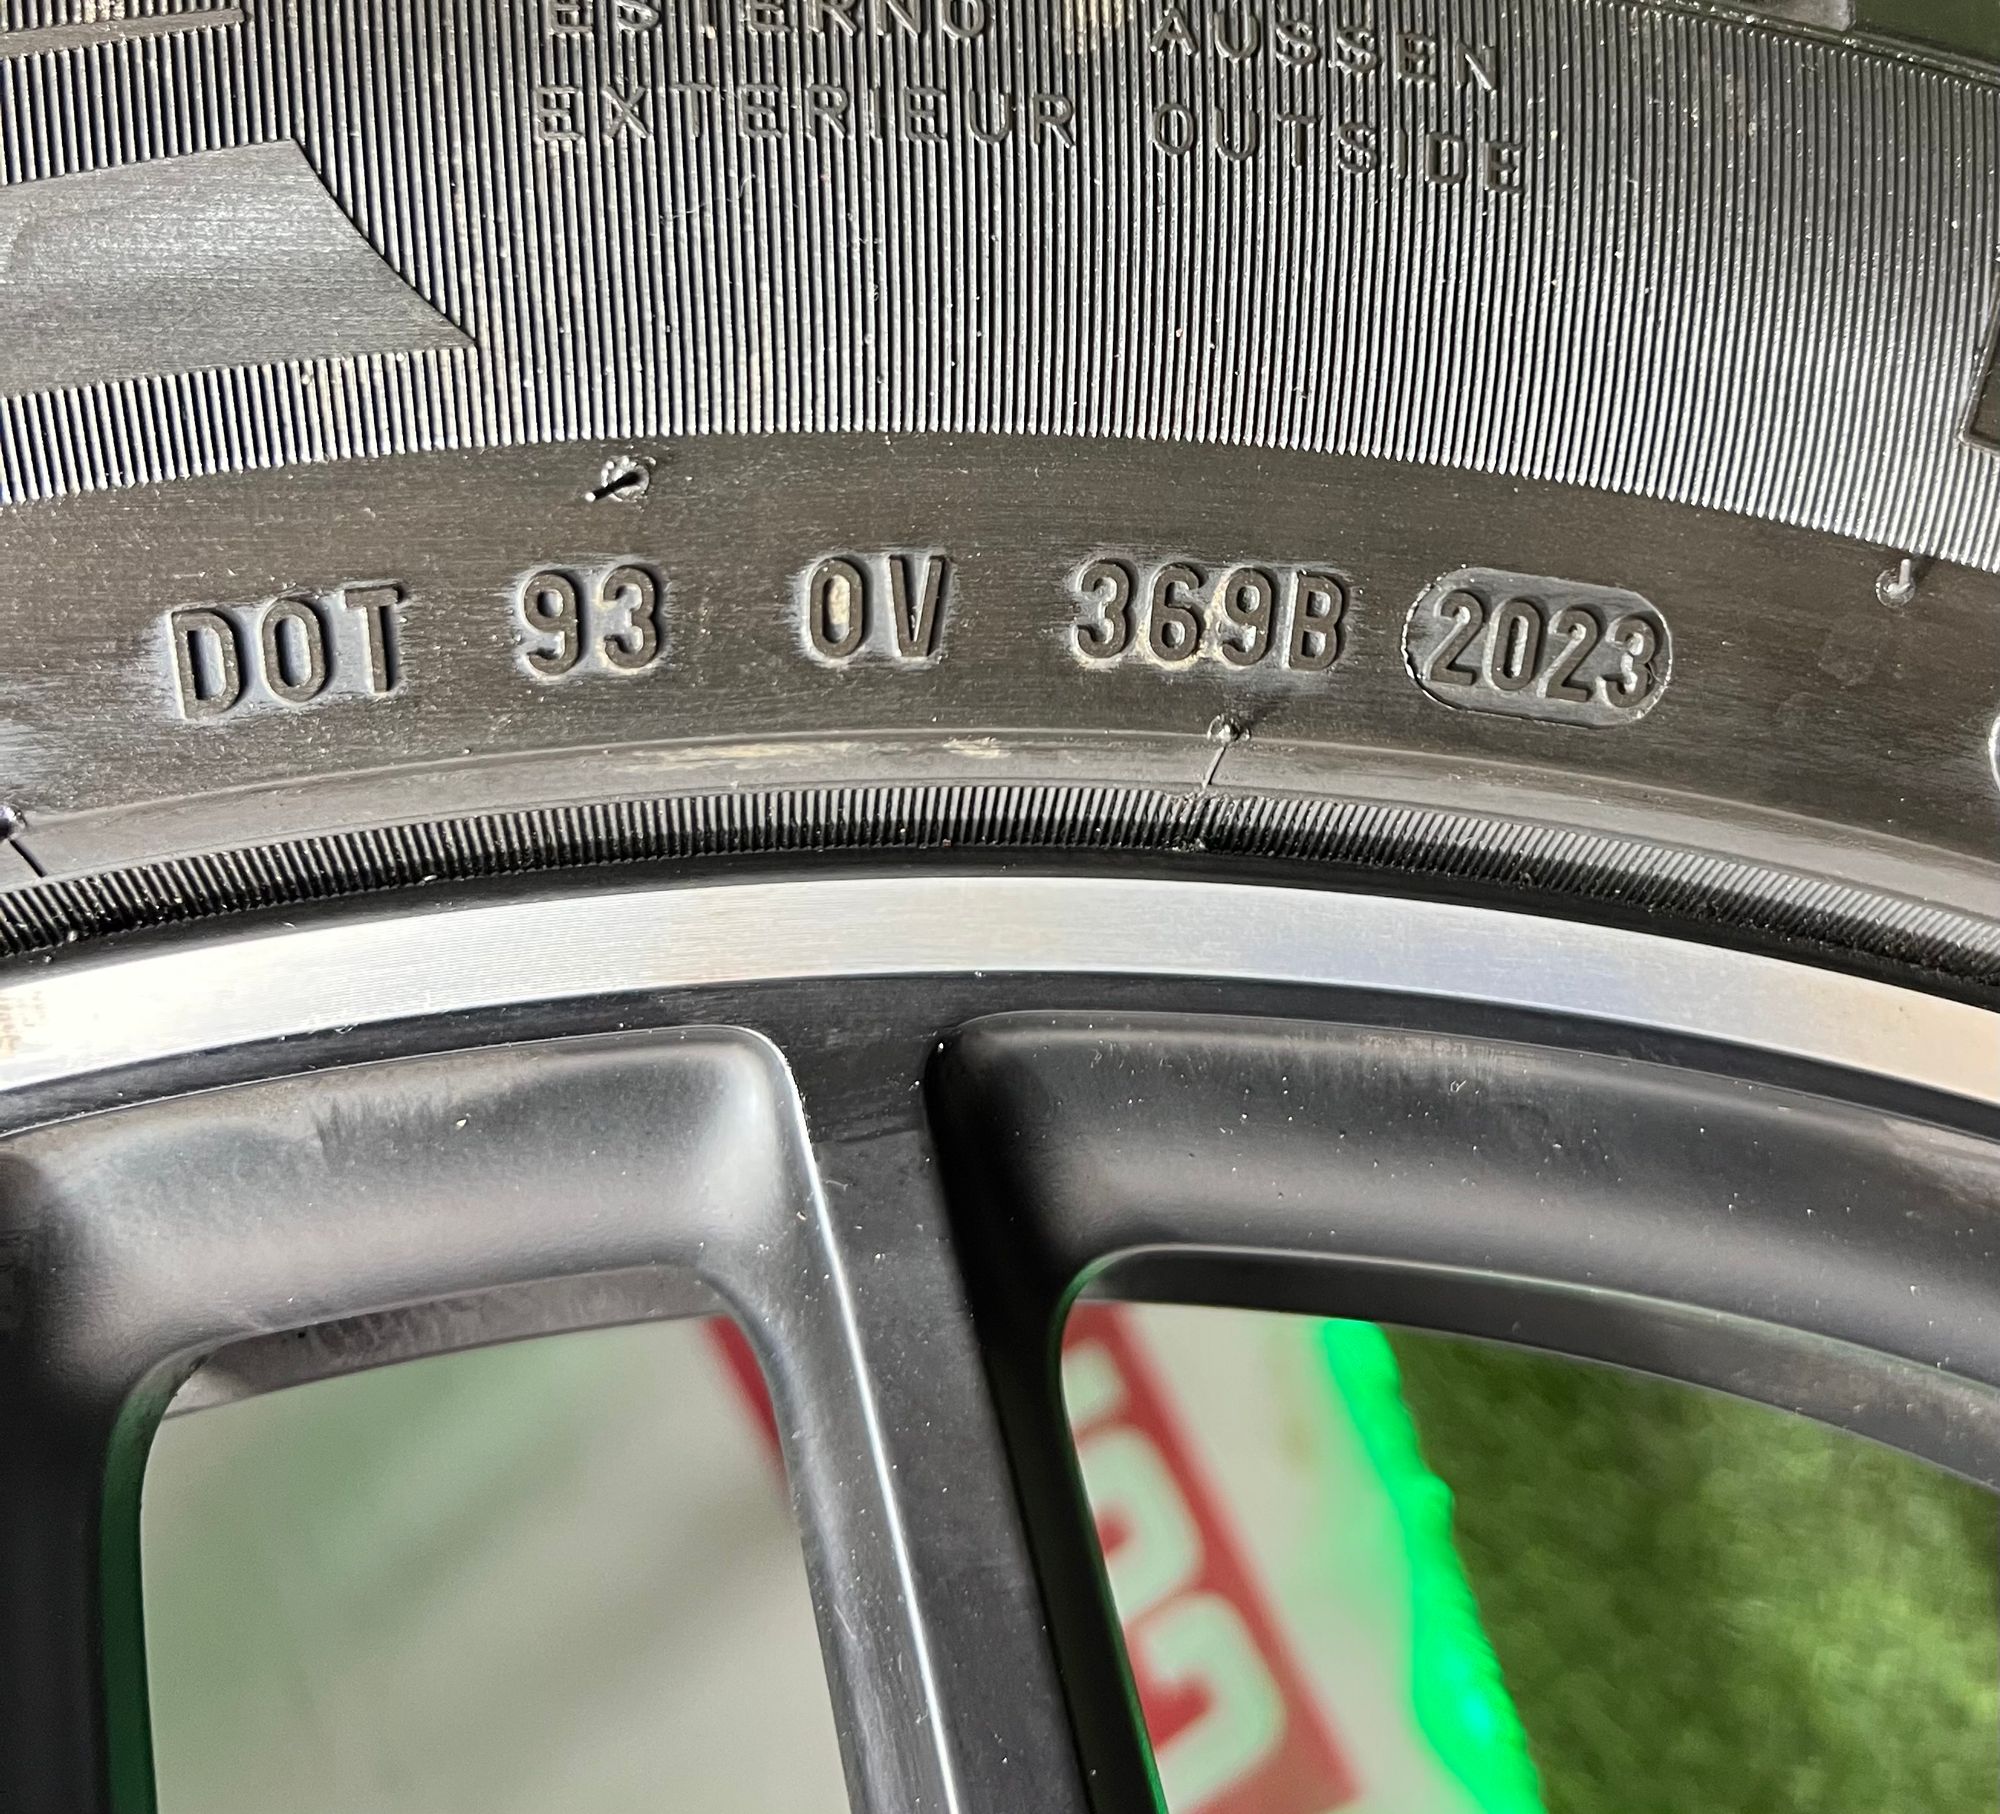 ESTERNO AUSSEN
EXTERIEUR OUTSIDE
DOT 93 0V 369B 2023